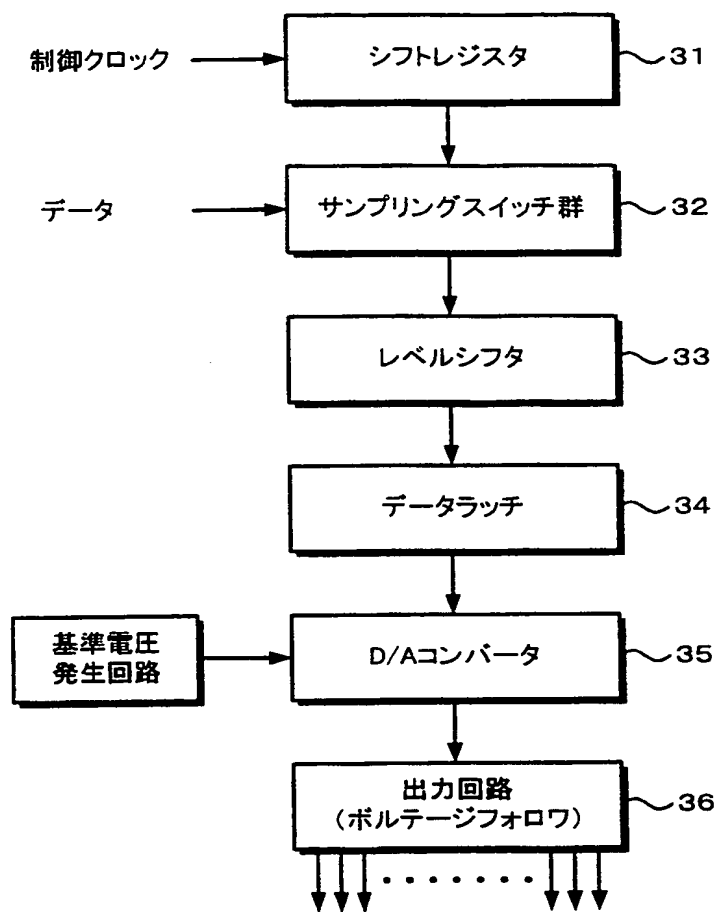 制御クロック
シフトレジスタ
31
データ
サンプリングスイッチ群
32
レベルシフタ
33
データラッチ
34
基準電圧
発生回路
D/Aコンバータ
35
出力回路
(ボルテージフォロワ)
36